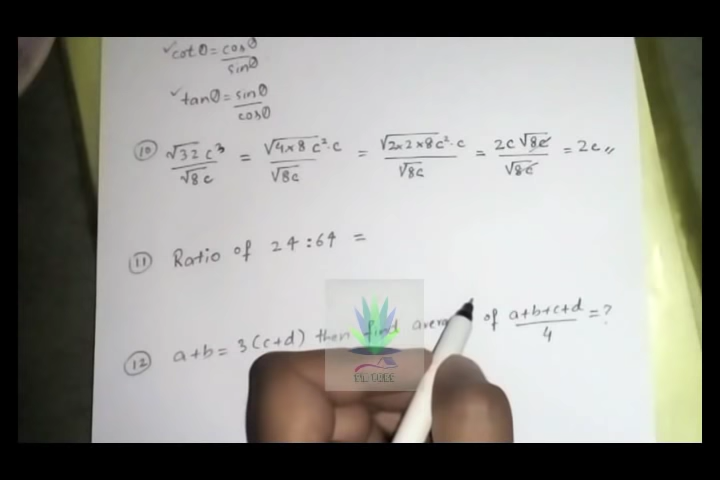 ✓cotθ = cosθ/sinθ
✓tanθ = sinθ/cosθ
(10) √32 c³/√8c = √4×8 c²·c/√8c = √2×2×8c²·c/√8c = 2c√8c/√8c = 2c //
(11) Ratio of 24:64 =
(12) a+b = 3(c+d) then find of a+b+c+d/4 = ?